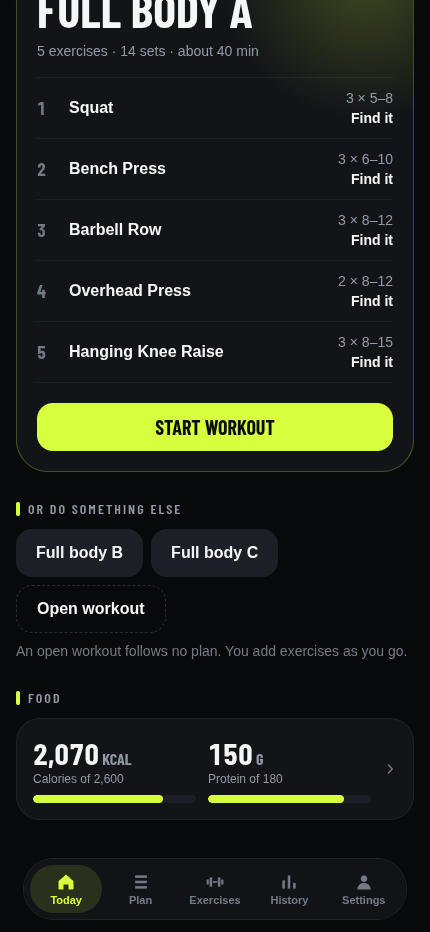 FULL BODY A
5 exercises · 14 sets · about 40 min
1 Squat 3 × 5–8
Find it
2 Bench Press 3 × 6–10
Find it
3 Barbell Row 3 × 8–12
Find it
4 Overhead Press 2 × 8–12
Find it
5 Hanging Knee Raise 3 × 8–15
Find it
START WORKOUT
OR DO SOMETHING ELSE
Full body B Full body C
Open workout
An open workout follows no plan. You add exercises as you go.
FOOD
2,070 KCAL 150 G
Calories of 2,600 Protein of 180
Today Plan Exercises History Settings